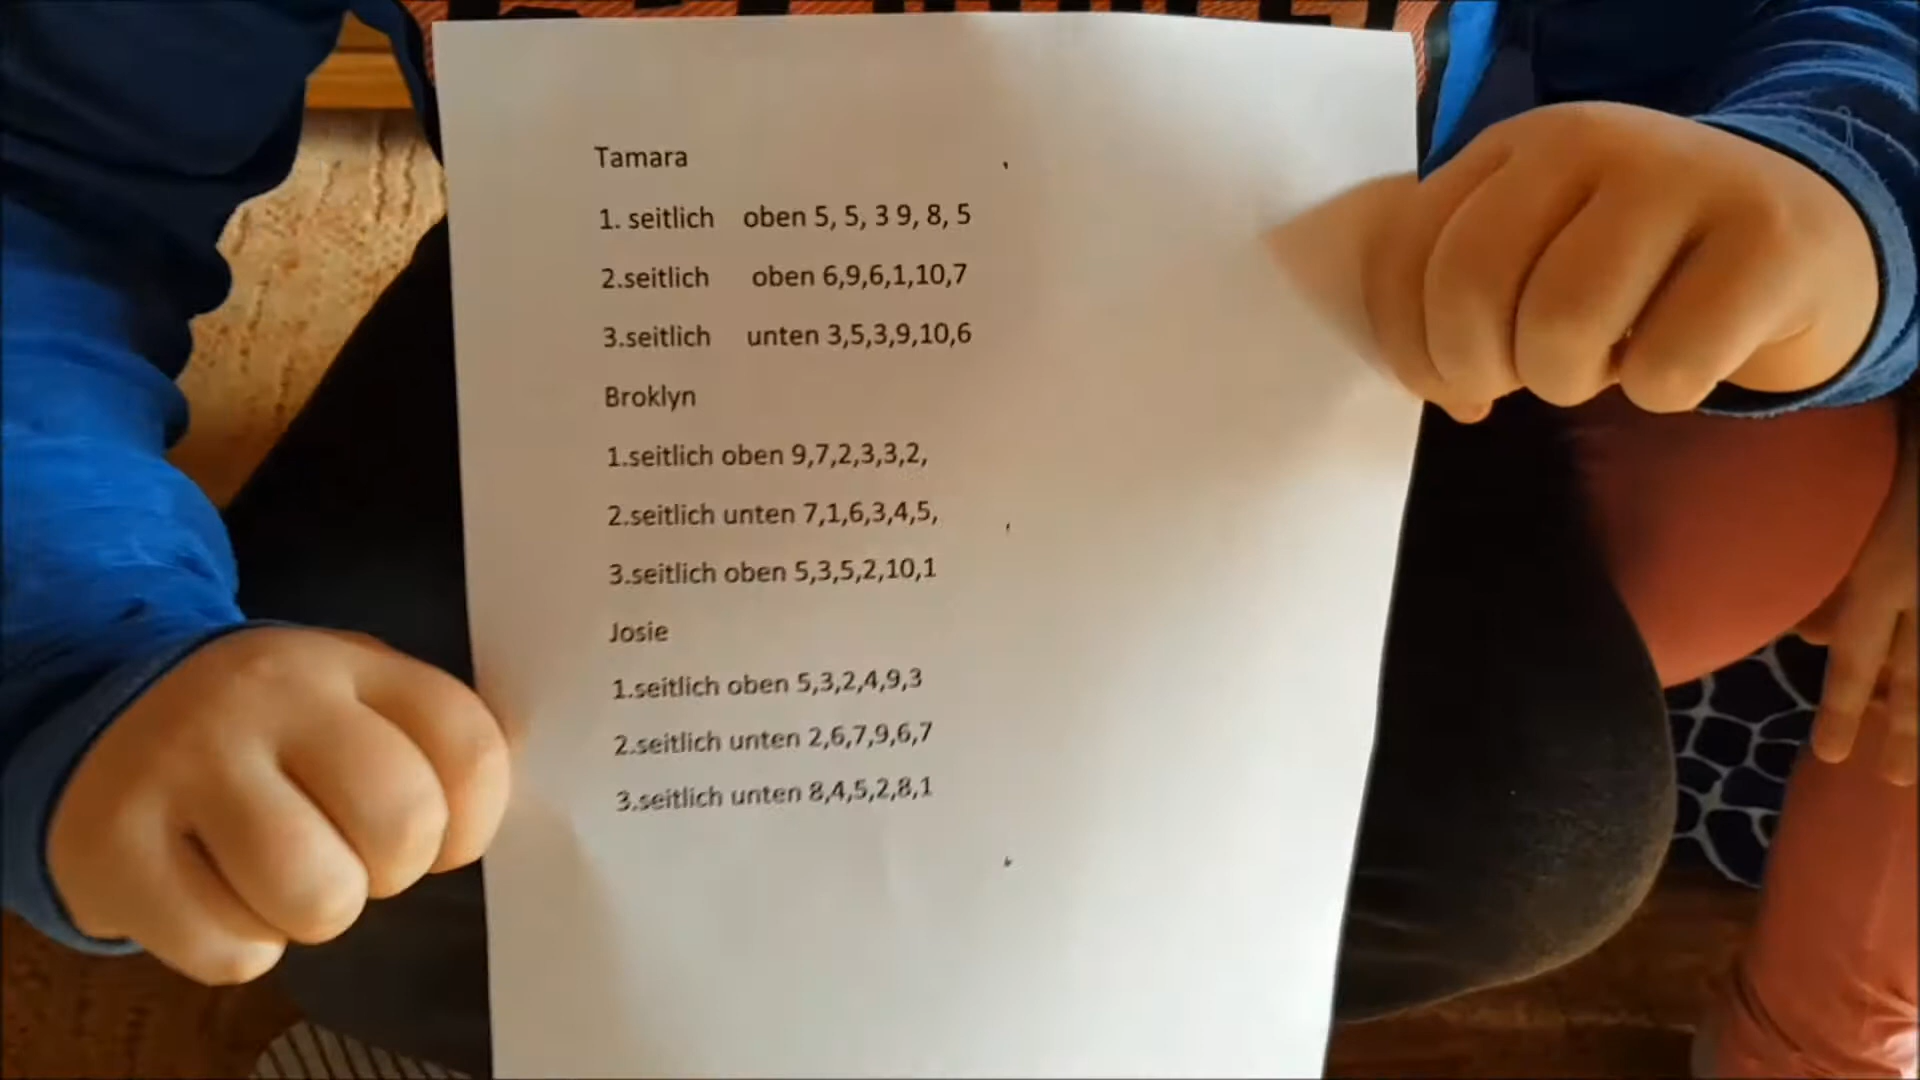 Tamara
1. seitlich oben 5, 5, 3 9, 8, 5
2.seitlich oben 6,9,6,1,10,7
3.seitlich unten 3,5,3,9,10,6
Broklyn
1.seitlich oben 9,7,2,3,3,2,
2.seitlich unten 7,1,6,3,4,5,
3.seitlich oben 5,3,5,2,10,1
Josie
1.seitlich oben 5,3,2,4,9,3
2.seitlich unten 2,6,7,9,6,7
3.seitlich unten 8,4,5,2,8,1